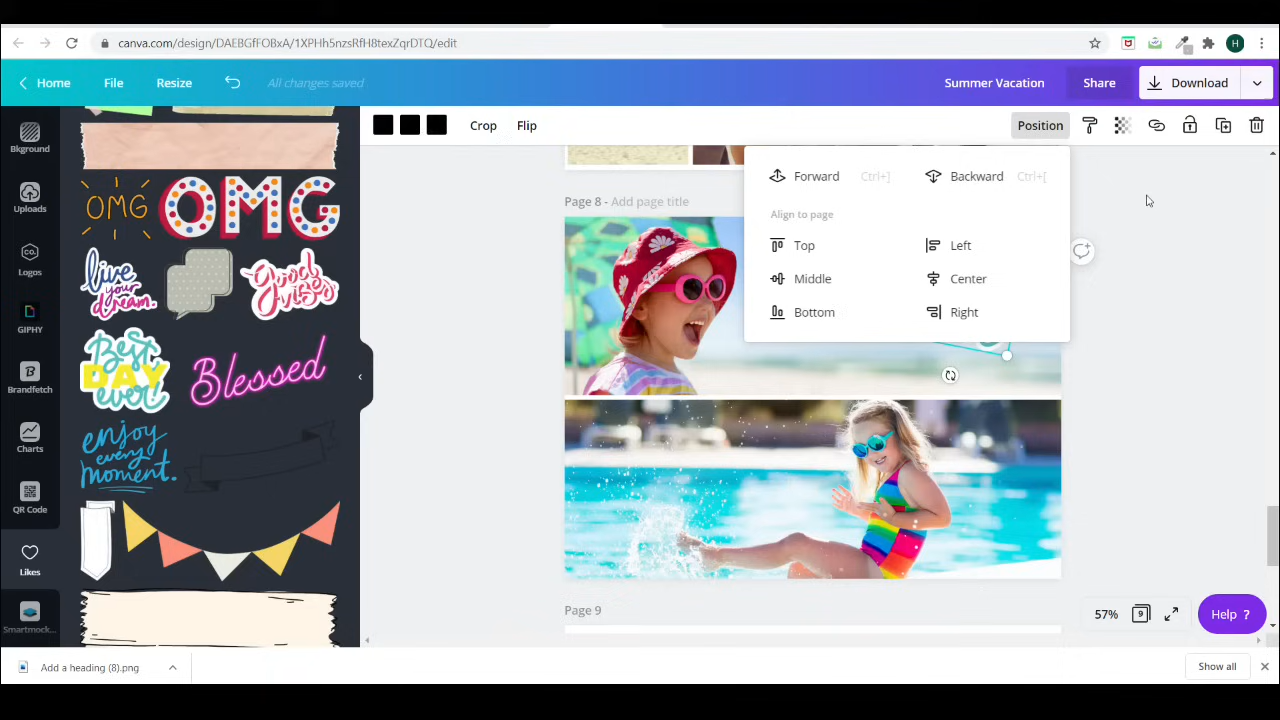 canva.com/design/DAEBGfFOBxA/1XPHh5nzsRfH8texZqrDTQ/edit
H
Home
File
Resize
All changes saved
Summer Vacation
Share
Download
Crop
Flip
Position
Bkground
Uploads
CO.
Logos
GIPHY
Brandfetch
Charts
QR Code
Likes
Smartmock...
OMG OMG
live your dream.
Good vibes
Best DAY ever!
Blessed
enjoy every moment.
Forward Ctrl+]
Backward Ctrl+[
Align to page
Top
Left
Middle
Center
Bottom
Right
Page 8 - Add page title
Page 9
57%
9
Help ?
Add a heading (8).png
Show all